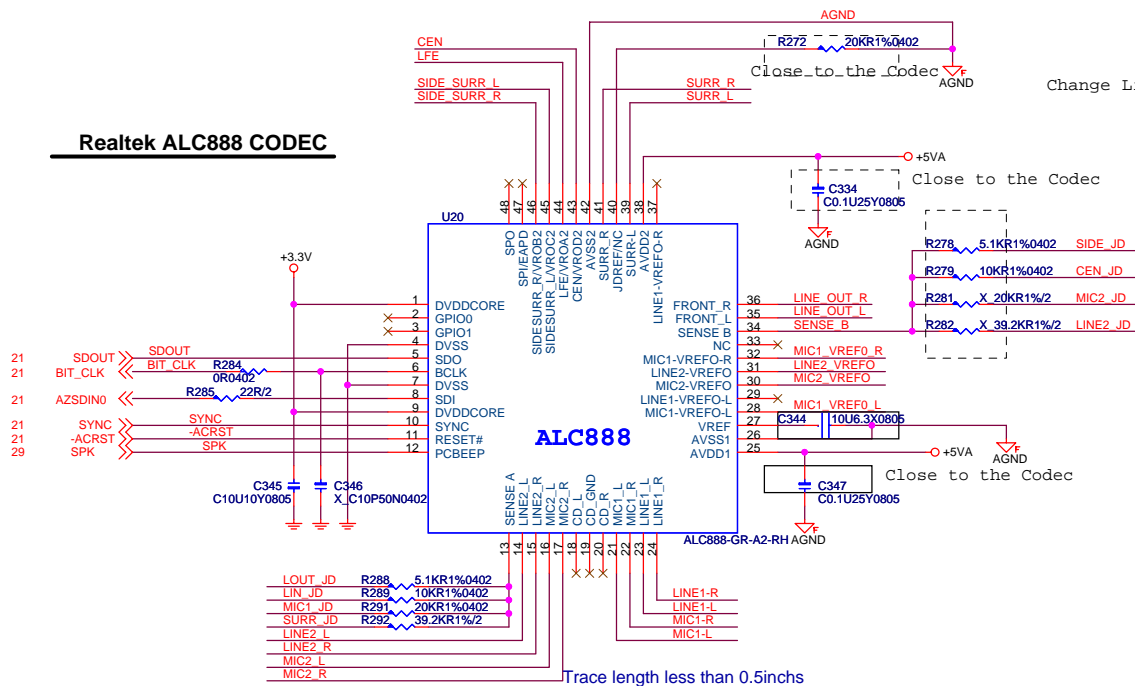 AGND
CEN
LFE
R272 20KR1%0402
Close to the Codec
AGND
Change L
SIDE_SURR_L
SIDE_SURR_R
SURR_R
SURR_L
Realtek ALC888 CODEC
+5VA
Close to the Codec
C334
C0.1U25Y0805
AGND
48 47 46 45 44 43 42 41 40 39 38 37
U20
SPO
SPI/EAPD
SIDESURR_R/VROB2
SIDESURR_L/VROC2
LFE/VROA2
CEN/VROD2
AVSS2
SURR_R
JDREF/NC
SURR-L
AVDD2
LINE1-VREFO-R
R278 5.1KR1%0402 SIDE_JD
R279 10KR1%0402 CEN_JD
R281 X_20KR1%/2 MIC2_JD
R282 X_39.2KR1%/2 LINE2_JD
+3.3V
1 DVDDCORE
2 GPIO0
3 GPIO1
4 DVSS
5 SDO
6 BCLK
7 DVSS
8 SDI
9 DVDDCORE
10 SYNC
11 RESET#
12 PCBEEP
FRONT_R 36 LINE_OUT_R
FRONT_L 35 LINE_OUT_L
SENSE B 34 SENSE_B
NC 33
MIC1-VREFO-R 32 MIC1_VREF0_R
LINE2-VREFO 31 LINE2_VREFO
MIC2-VREFO 30 MIC2_VREFO
LINE1-VREFO-L 29
MIC1-VREFO-L 28 MIC1_VREF0_L
VREF 27
AVSS1 26
AVDD1 25
21 SDOUT SDOUT
21 BIT_CLK BIT_CLK R284
0R0402
21 AZSDIN0 R285 22R/2
21 SYNC SYNC
21 -ACRST -ACRST
29 SPK SPK
ALC888
C344 10U6.3X0805
AGND
+5VA
Close to the Codec
C347
C0.1U25Y0805
AGND
C345
C10U10Y0805
C346
X_C10P50N0402
SENSE A
LINE2_L
LINE2_R
MIC2_L
MIC2_R
CD_L
CD_GND
CD_R
MIC1_L
MIC1_R
LINE1_L
LINE1_R
ALC888-GR-A2-RH
13 14 15 16 17 18 19 20 21 22 23 24
LOUT_JD R288 5.1KR1%0402
LIN_JD R289 10KR1%0402
MIC1_JD R291 20KR1%0402
SURR_JD R292 39.2KR1%/2
LINE2_L
LINE2_R
MIC2_L
MIC2_R
LINE1-R
LINE1-L
MIC1-R
MIC1-L
Trace length less than 0.5inchs